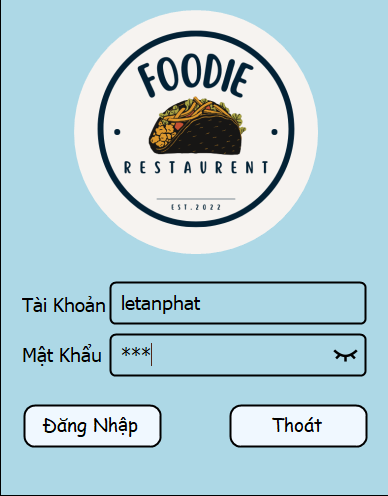 FOODIE
RESTAURENT
EST.2022
Tài Khoản letanphat
Mật Khẩu ***
Đăng Nhập Thoát